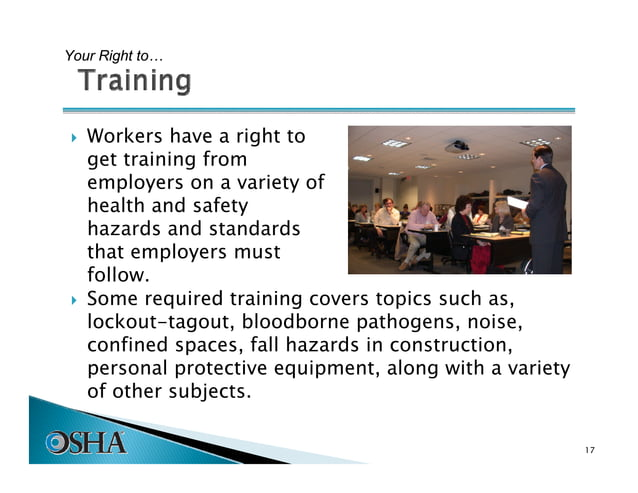 Your Right to…
Training
Workers have a right to
get training from
employers on a variety of
health and safety
hazards and standards
that employers must
follow.
Some required training covers topics such as,
lockout-tagout, bloodborne pathogens, noise,
confined spaces, fall hazards in construction,
personal protective equipment, along with a variety
of other subjects.
OSHA
17